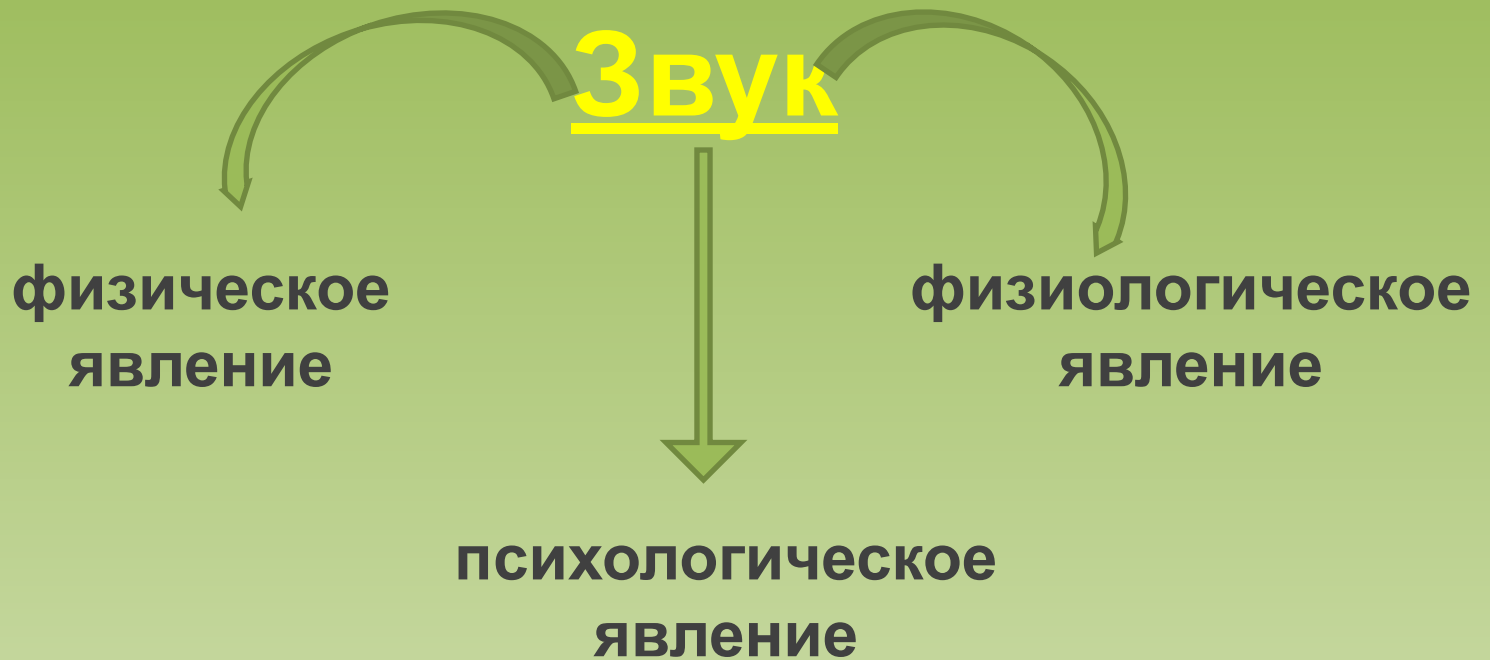 Звук
физическое
явление
физиологическое
явление
психологическое
явление